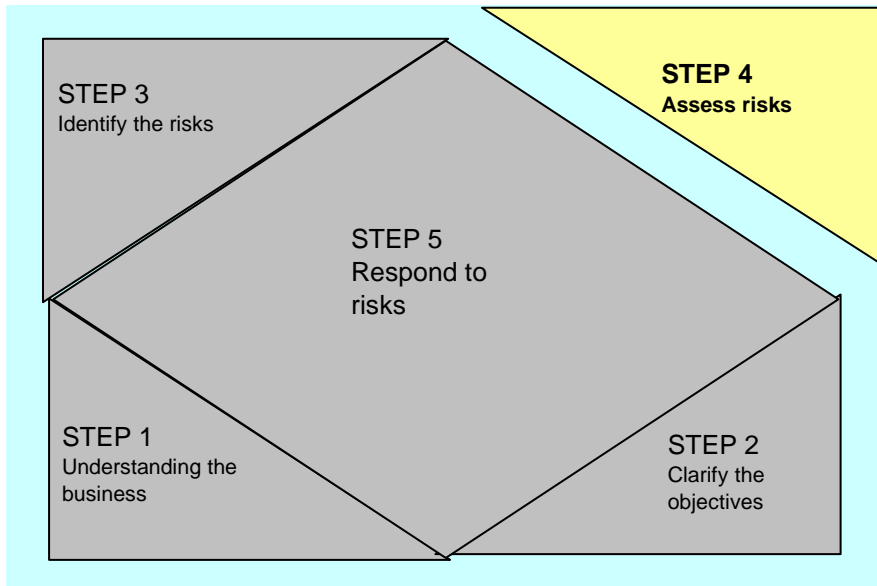 STEP 3
Identify the risks
STEP 4
Assess risks
STEP 5
Respond to
risks
STEP 1
Understanding the
business
STEP 2
Clarify the
objectives